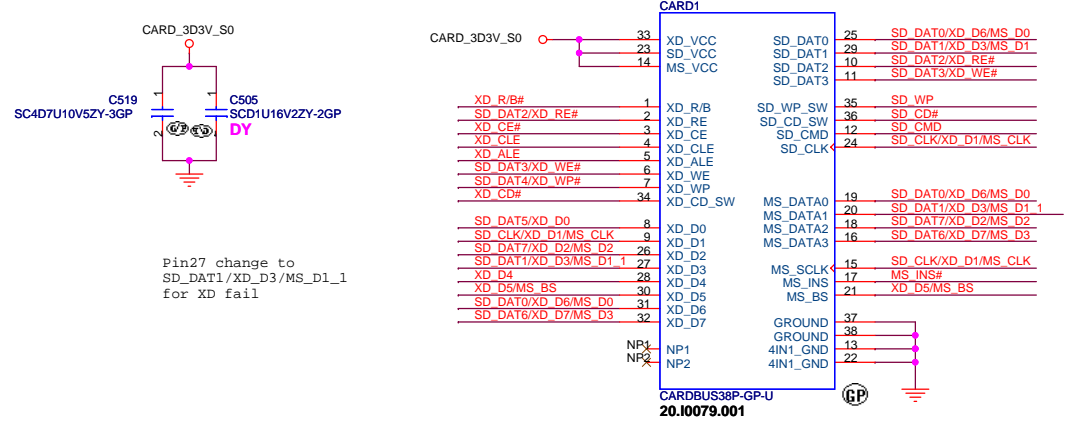 CARD_3D3V_S0
1
1
C519
SC4D7U10V5ZY-3GP
2
C505
SCD1U16V2ZY-2GP
DY
2
Pin27 change to
SD_DAT1/XD_D3/MS_D1_1
for XD fail
CARD1
CARD_3D3V_S0
33 XD_VCC
23 SD_VCC
14 MS_VCC
XD_R/B# 1 XD_R/B
SD_DAT2/XD_RE# 2 XD_RE
XD_CE# 3 XD_CE
XD_CLE 4 XD_CLE
XD_ALE 5 XD_ALE
SD_DAT3/XD_WE# 6 XD_WE
SD_DAT4/XD_WP# 7 XD_WP
XD_CD# 34 XD_CD_SW
SD_DAT5/XD_D0 8 XD_D0
SD_CLK/XD_D1/MS_CLK 9 XD_D1
SD_DAT7/XD_D2/MS_D2 26 XD_D2
SD_DAT1/XD_D3/MS_D1_1 27 XD_D3
XD_D4 28 XD_D4
XD_D5/MS_BS 30 XD_D5
SD_DAT0/XD_D6/MS_D0 31 XD_D6
SD_DAT6/XD_D7/MS_D3 32 XD_D7
NP1 NP1
NP2 NP2
SD_DAT0 25 SD_DAT0/XD_D6/MS_D0
SD_DAT1 29 SD_DAT1/XD_D3/MS_D1
SD_DAT2 10 SD_DAT2/XD_RE#
SD_DAT3 11 SD_DAT3/XD_WE#
SD_WP_SW 35 SD_WP
SD_CD_SW 36 SD_CD#
SD_CMD 12 SD_CMD
SD_CLK 24 SD_CLK/XD_D1/MS_CLK
MS_DATA0 19 SD_DAT0/XD_D6/MS_D0
MS_DATA1 20 SD_DAT1/XD_D3/MS_D1_1
MS_DATA2 18 SD_DAT7/XD_D2/MS_D2
MS_DATA3 16 SD_DAT6/XD_D7/MS_D3
MS_SCLK 15 SD_CLK/XD_D1/MS_CLK
MS_INS 17 MS_INS#
MS_BS 21 XD_D5/MS_BS
GROUND 37
GROUND 38
4IN1_GND 13
4IN1_GND 22
CARDBUS38P-GP-U
20.I0079.001
GP